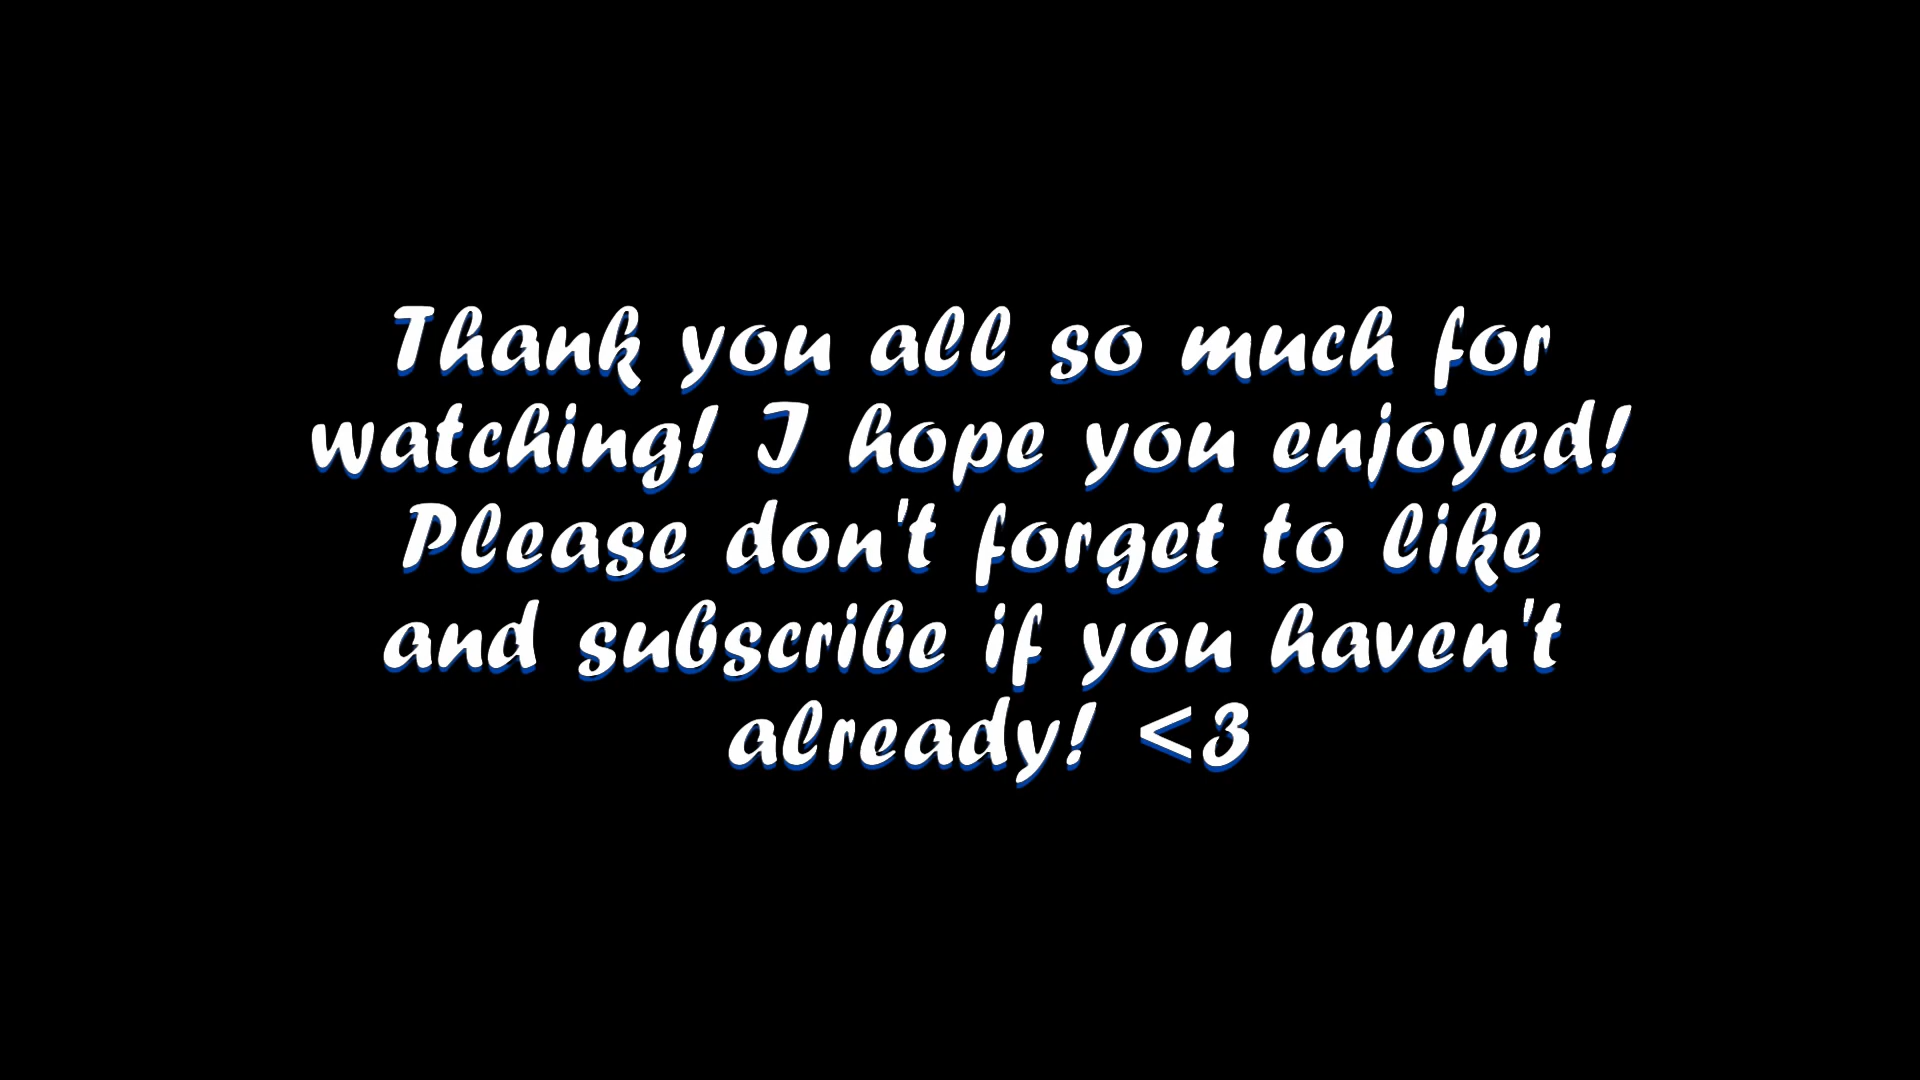 Thank you all so much for
watching! I hope you enjoyed!
Please don't forget to like
and subscribe if you haven't
already! <3